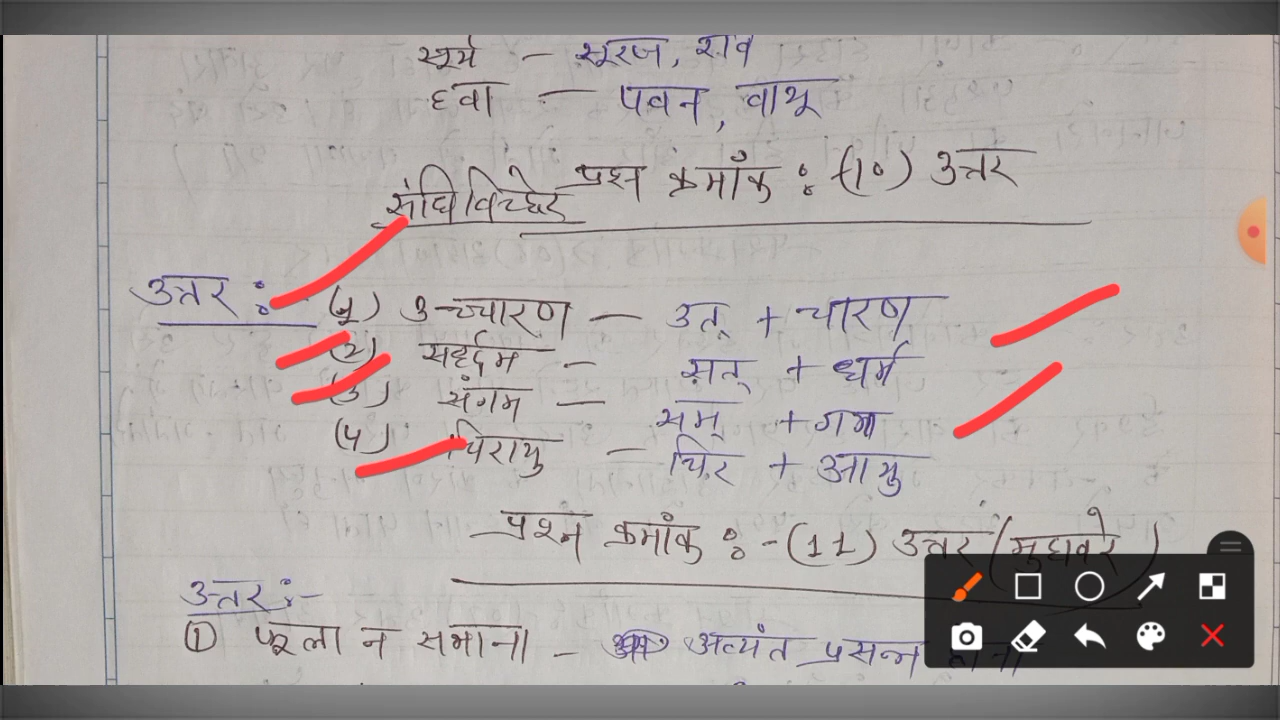 सूर्य – सूरज, रवि
हवा – पवन, वायू
प्रश्न क्रमाँक : (10) उत्तर
संधि विच्छेद
उत्तर :
(1) उच्चारण – उत् + चारण
(2) सद्धर्म – सत् + धर्म
(3) संगम – सम् + गम
(4) चिरायु – चिर + आयु
प्रश्न क्रमाँक :-(11) उत्तर (मुहावरे)
उत्तर :-
① फूला न समाना – अत्यंत प्रसन्न होना